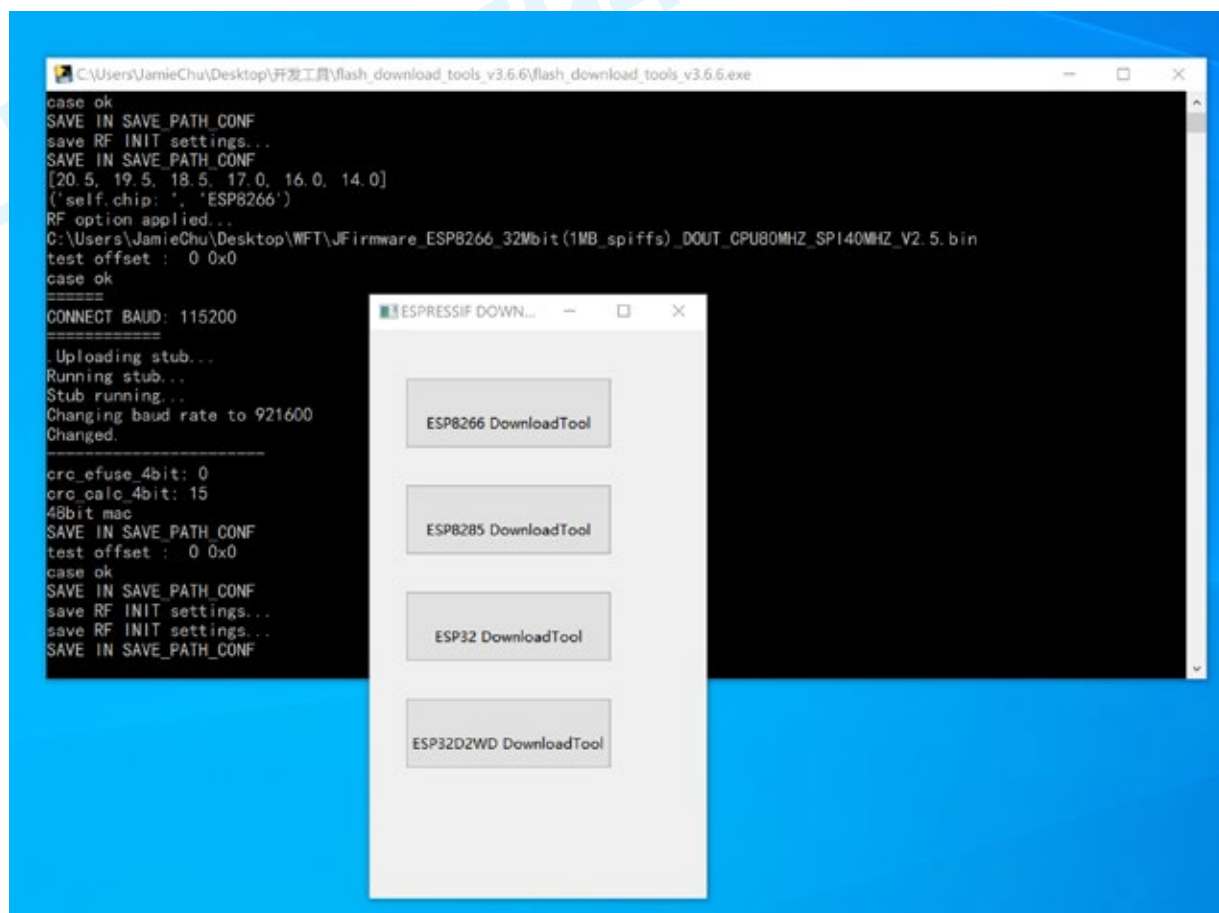 C:\Users\JamieChu\Desktop\开发工具\flash_download_tools_v3.6.6\flash_download_tools_v3.6.6.exe
case ok
SAVE IN SAVE_PATH_CONF
save RF INIT settings...
SAVE IN SAVE_PATH_CONF
[20.5, 19.5, 18.5, 17.0, 16.0, 14.0]
('self.chip: ', 'ESP8266')
RF option applied...
C:\Users\JamieChu\Desktop\WFT\JFirmware_ESP8266_32Mbit(1MB_spiffs)_DOUT_CPU80MHZ_SPI40MHZ_V2.5.bin
test offset :  0 0x0
case ok
======
CONNECT BAUD: 115200
============
.Uploading stub...
Running stub...
Stub running...
Changing baud rate to 921600
Changed.
------------------------
crc_efuse_4bit: 0
crc_calc_4bit: 15
48bit mac
SAVE IN SAVE_PATH_CONF
test offset :  0 0x0
case ok
SAVE IN SAVE_PATH_CONF
save RF INIT settings...
save RF INIT settings...
SAVE IN SAVE_PATH_CONF
ESPRESSIF DOWN...
ESP8266 DownloadTool
ESP8285 DownloadTool
ESP32 DownloadTool
ESP32D2WD DownloadTool